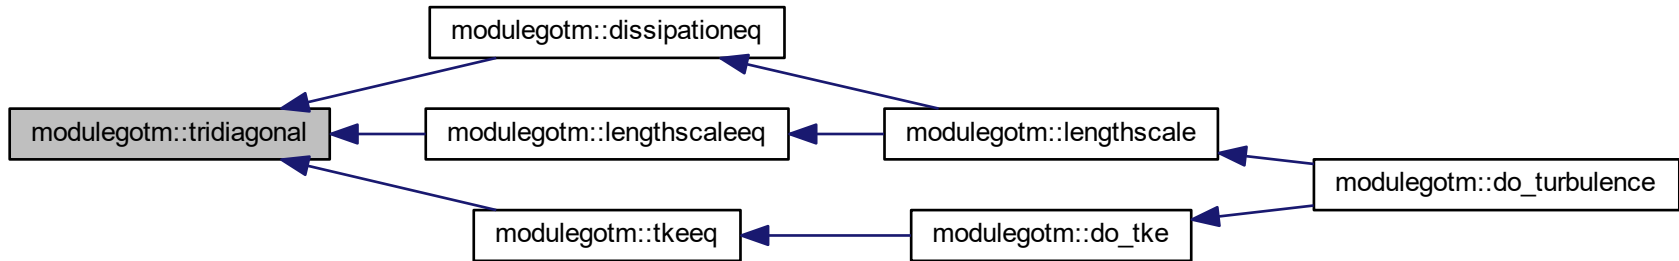 modulegotm::dissipationeq
modulegotm::tridiagonal
modulegotm::lengthscaleeq
modulegotm::lengthscale
modulegotm::do_turbulence
modulegotm::tkeeq
modulegotm::do_tke